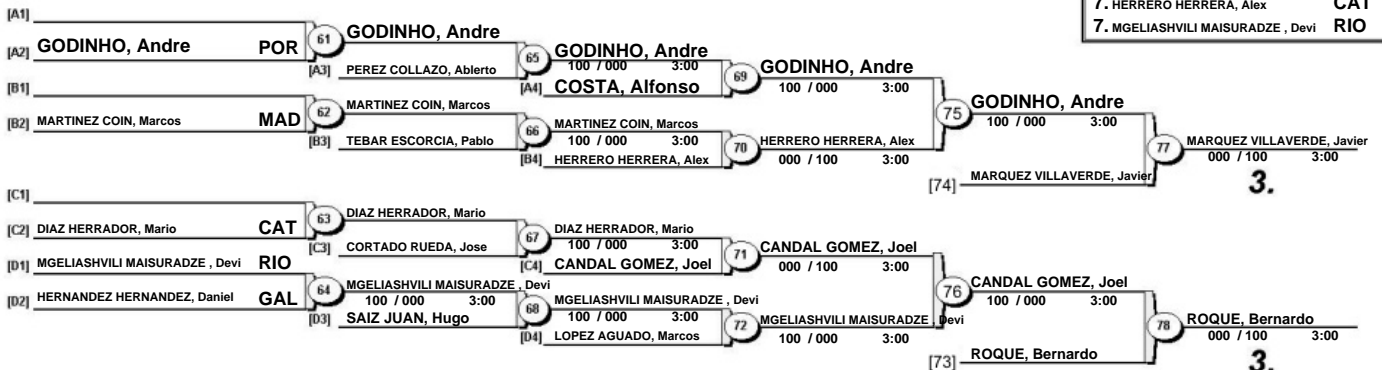 7. HERRERO HERRERA, Alex CAT
7. MGELIASHVILI MAISURADZE , Devi RIO
[A1]
[A2] GODINHO, Andre POR
61 GODINHO, Andre
[A3] PEREZ COLLAZO, Ablerto
65 GODINHO, Andre
100 / 000 3:00
[A4] COSTA, Alfonso
69 GODINHO, Andre
100 / 000 3:00
[B1]
[B2] MARTINEZ COIN, Marcos MAD
62 MARTINEZ COIN, Marcos
[B3] TEBAR ESCORCIA, Pablo
66 MARTINEZ COIN, Marcos
100 / 000 3:00
[B4] HERRERO HERRERA, Alex
70 HERRERO HERRERA, Alex
000 / 100 3:00
75 GODINHO, Andre
100 / 000 3:00
[74] MARQUEZ VILLAVERDE, Javier
77 MARQUEZ VILLAVERDE, Javier
000 / 100 3:00
3.
[C1]
[C2] DIAZ HERRADOR, Mario CAT
63 DIAZ HERRADOR, Mario
[C3] CORTADO RUEDA, Jose
67 DIAZ HERRADOR, Mario
100 / 000 3:00
[C4] CANDAL GOMEZ, Joel
71 CANDAL GOMEZ, Joel
000 / 100 3:00
[D1] MGELIASHVILI MAISURADZE , Devi RIO
[D2] HERNANDEZ HERNANDEZ, Daniel GAL
64 MGELIASHVILI MAISURADZE , Devi
100 / 000 3:00
[D3] SAIZ JUAN, Hugo
68 MGELIASHVILI MAISURADZE , Devi
100 / 000 3:00
[D4] LOPEZ AGUADO, Marcos
72 MGELIASHVILI MAISURADZE , Devi
100 / 000 3:00
76 CANDAL GOMEZ, Joel
100 / 000 3:00
[73] ROQUE, Bernardo
78 ROQUE, Bernardo
000 / 100 3:00
3.